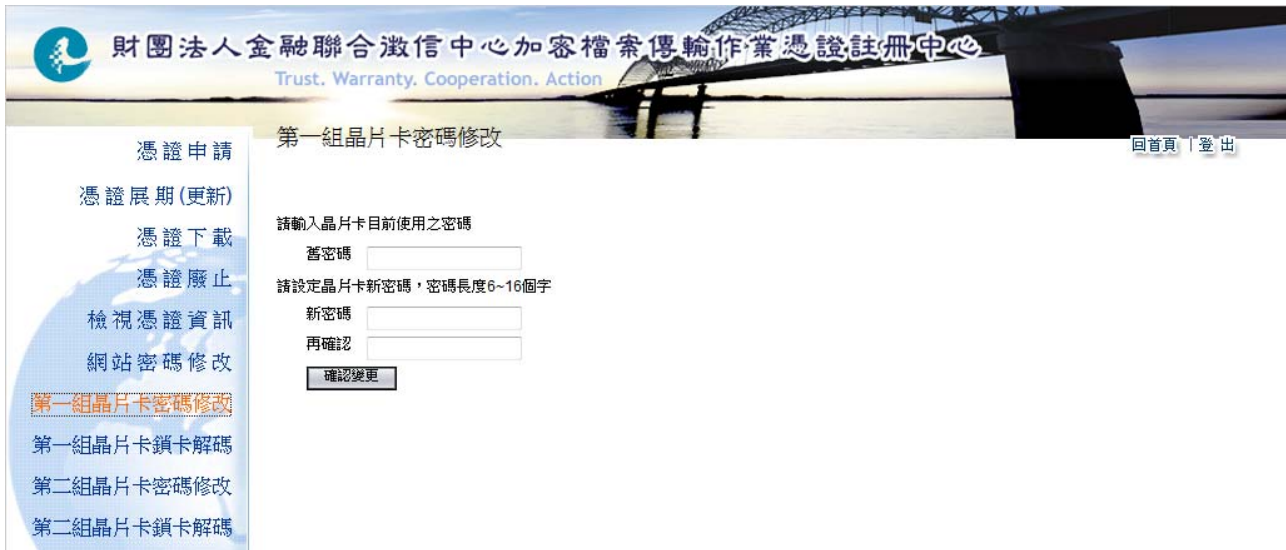 財團法人金融聯合徵信中心加密檔案傳輸作業憑證註冊中心
Trust. Warranty. Cooperation. Action
第一組晶片卡密碼修改
回首頁 | 登出
憑證申請
憑證展期(更新)
憑證下載
憑證廢止
檢視憑證資訊
網站密碼修改
第一組晶片卡密碼修改
第一組晶片卡鎖卡解碼
第二組晶片卡密碼修改
第二組晶片卡鎖卡解碼
請輸入晶片卡目前使用之密碼
舊密碼
請設定晶片卡新密碼，密碼長度6~16個字
新密碼
再確認
確認變更